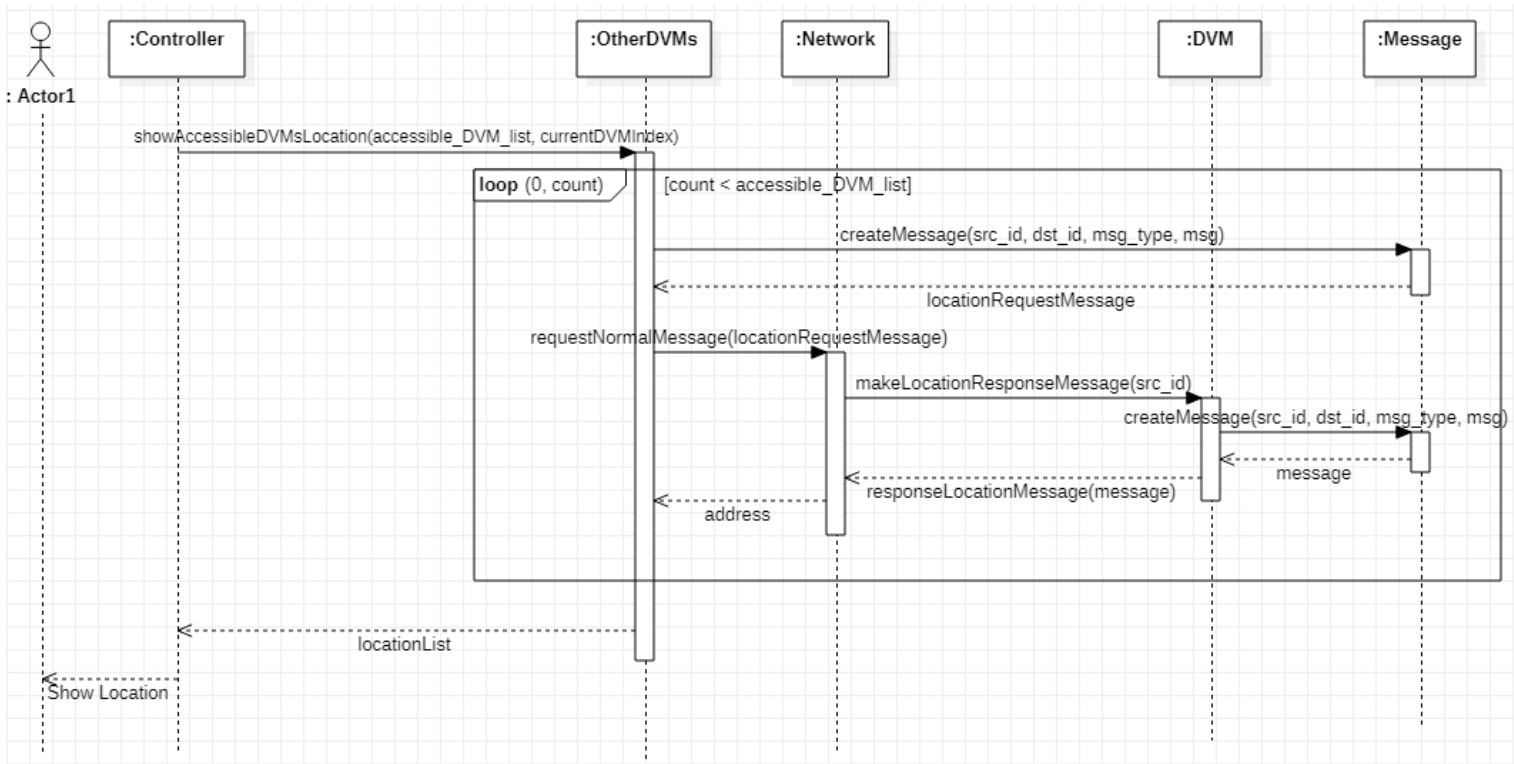 :Controller
:OtherDVMs
:Network
:DVM
:Message
: Actor1
showAccessibleDVMsLocation(accessible_DVM_list, currentDVMIndex)
loop (0, count)
[count < accessible_DVM_list]
createMessage(src_id, dst_id, msg_type, msg)
locationRequestMessage
requestNormalMessage(locationRequestMessage)
makeLocationResponseMessage(src_id)
createMessage(src_id, dst_id, msg_type, msg)
message
responseLocationMessage(message)
address
locationList
Show Location